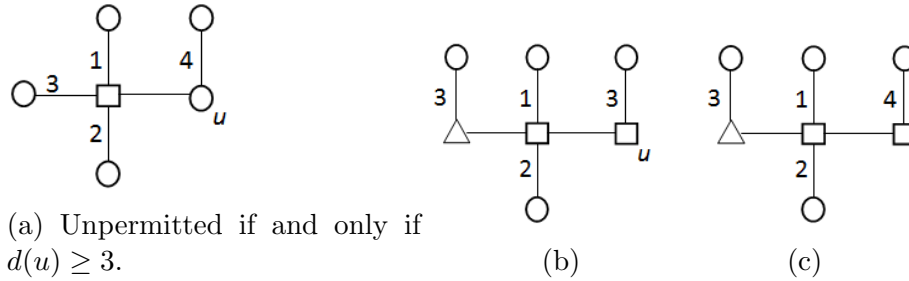 1
4
3
2
u
(a) Unpermitted if and only if
d(u) ≥ 3.
3
1
3
2
u
(b)
3
1
4
2
(c)